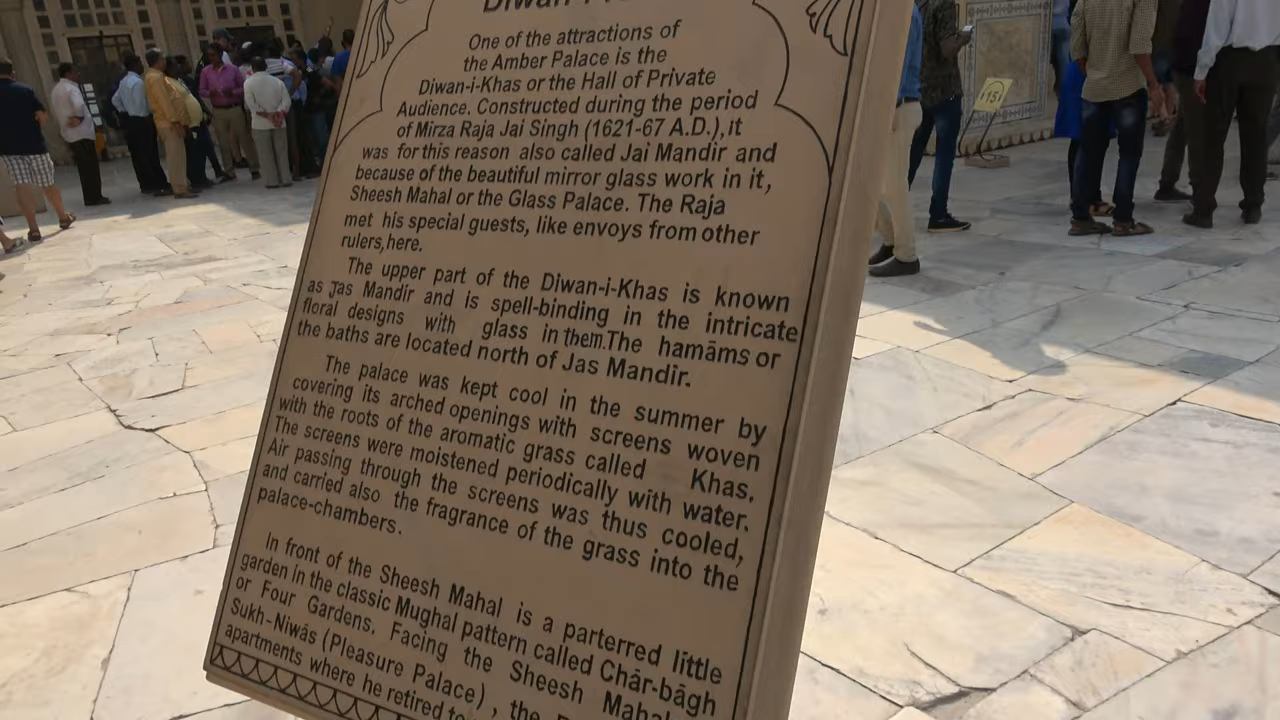 Diwan-i-
One of the attractions of
the Amber Palace is the
Diwan-i-Khas or the Hall of Private
Audience. Constructed during the period
of Mirza Raja Jai Singh (1621-67 A.D.), it
was for this reason also called Jai Mandir and
because of the beautiful mirror glass work in it,
Sheesh Mahal or the Glass Palace. The Raja
met his special guests, like envoys from other
rulers, here.
The upper part of the Diwan-i-Khas is known
as Jas Mandir and is spell-binding in the intricate
floral designs with glass in them. The hamāms or
the baths are located north of Jas Mandīr.
The palace was kept cool in the summer by
covering its arched openings with screens woven
with the roots of the aromatic grass called Khas.
The screens were moistened periodically with water.
Air passing through the screens was thus cooled,
and carried also the fragrance of the grass into the
palace-chambers.
In front of the Sheesh Mahal is a parterred little
garden in the classic Mughal pattern called Chār-bāgh
or Four Gardens. Facing the Sheesh Mahal
Sukh-Niwās (Pleasure Palace), the
apartments where he retired to
151